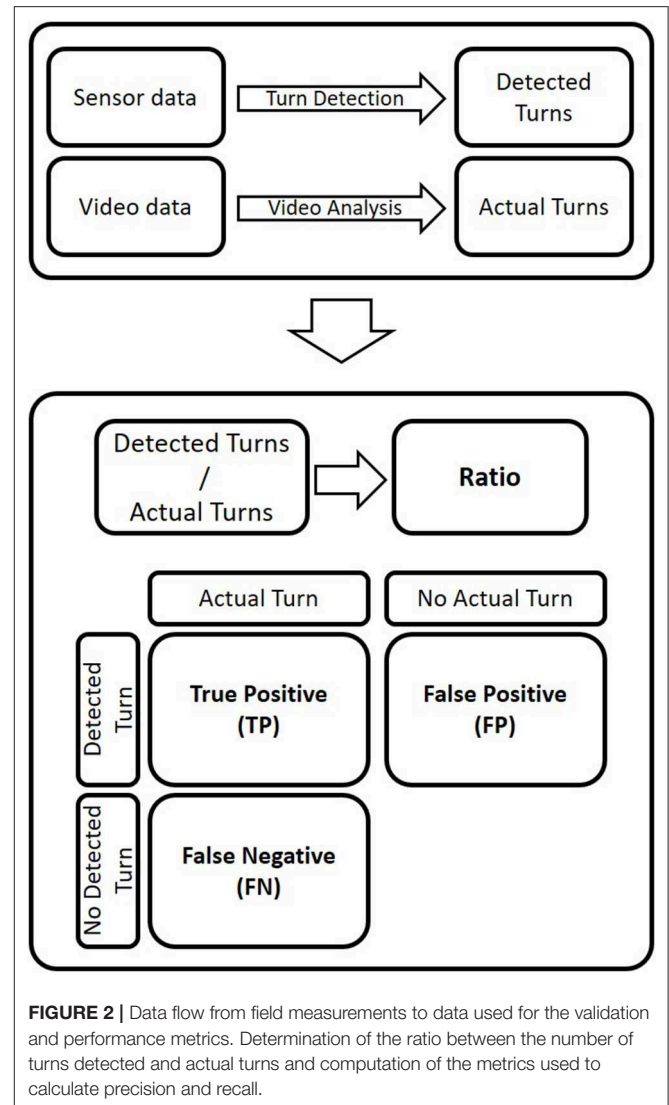 Sensor data
Turn Detection
Detected
Turns
Video data
Video Analysis
Actual Turns
Detected Turns
/
Actual Turns
Ratio
Actual Turn
No Actual Turn
Detected
Turn
True Positive
(TP)
False Positive
(FP)
No Detected
Turn
False Negative
(FN)
FIGURE 2 | Data flow from field measurements to data used for the validation
and performance metrics. Determination of the ratio between the number of
turns detected and actual turns and computation of the metrics used to
calculate precision and recall.